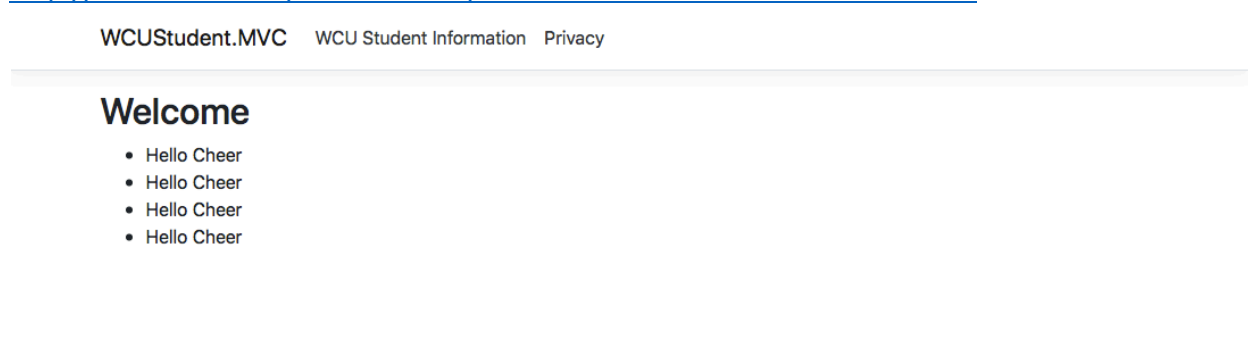 WCUStudent.MVC WCU Student Information Privacy
Welcome
Hello Cheer
Hello Cheer
Hello Cheer
Hello Cheer